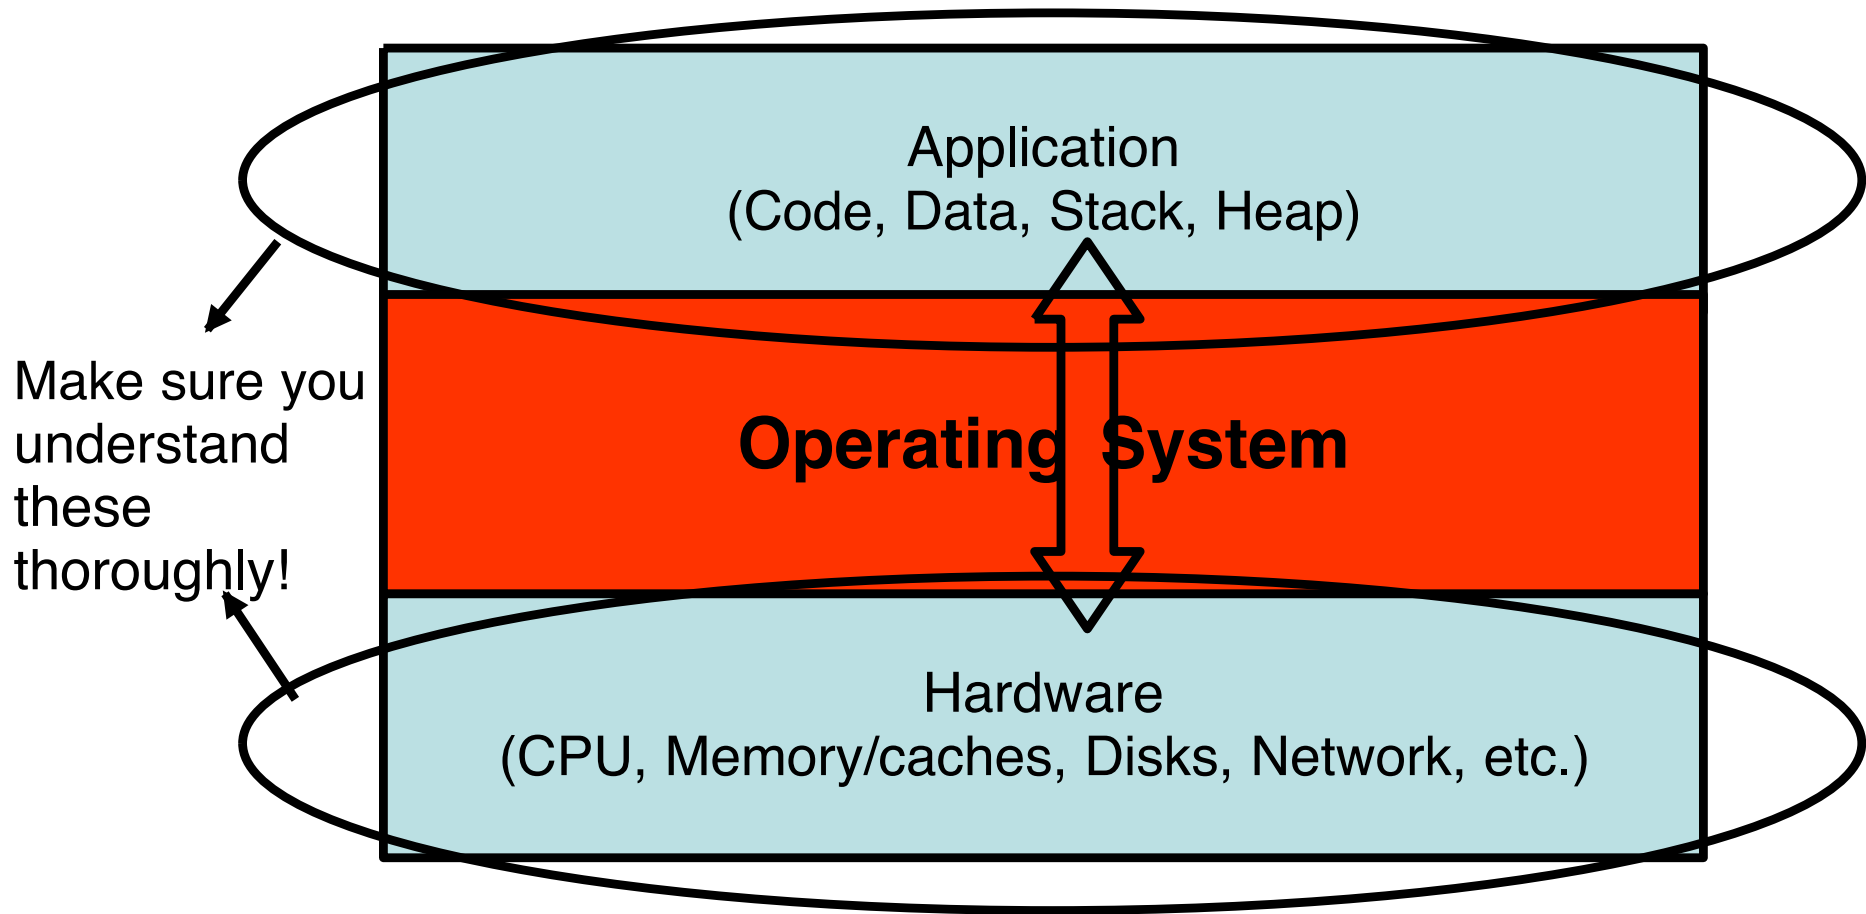 Application
(Code, Data, Stack, Heap)
Make sure you
understand
these
thoroughly!
Operating System
Hardware
(CPU, Memory/caches, Disks, Network, etc.)